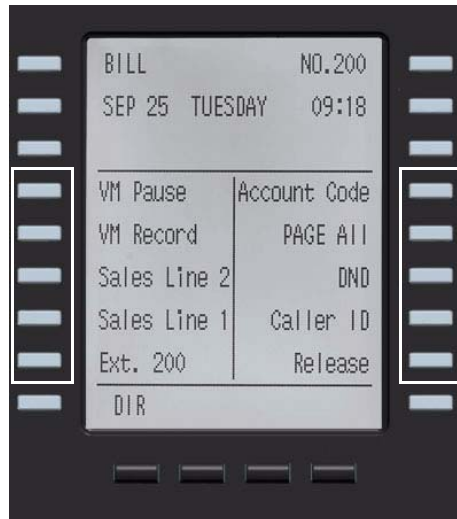 BILL NO.200
SEP 25 TUESDAY 09:18
VM Pause Account Code
VM Record PAGE All
Sales Line 2 DND
Sales Line 1 Caller ID
Ext. 200 Release
DIR